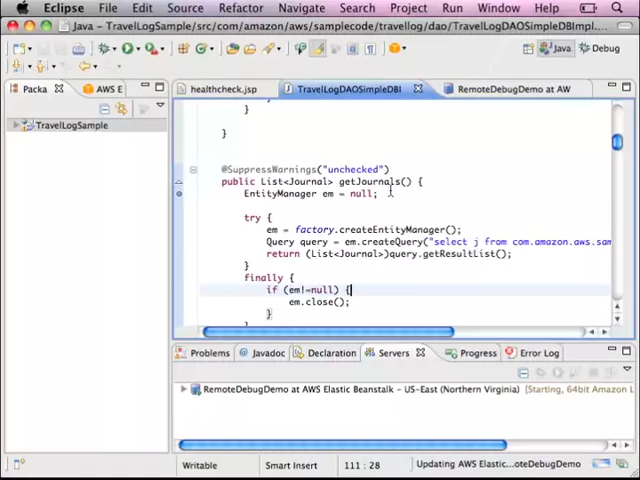 Eclipse File Edit Source Refactor Navigate Search Project Run Window Help
Java – TravelLogSample/src/com/amazon/aws/samplecode/travellog/dao/TravelLogDAOSimpleDBImpl....
Java Debug
Packa AWS E
healthcheck.jsp TravelLogDAOSimpleDBI RemoteDebugDemo at AW
TravelLogSample
}
}
@SuppressWarnings("unchecked")
public List<Journal> getJournals() {
EntityManager em = null;
try {
em = factory.createEntityManager();
Query query = em.createQuery("select j from com.amazon.aws.sam
return (List<Journal>)query.getResultList();
}
finally {
if (em!=null) {
em.close();
}
Problems Javadoc Declaration Servers Progress Error Log
RemoteDebugDemo at AWS Elastic Beanstalk – US-East (Northern Virginia) [Starting, 64bit Amazon L
Writable Smart Insert 111 : 28 Updating AWS Elastic...oteDebugDemo